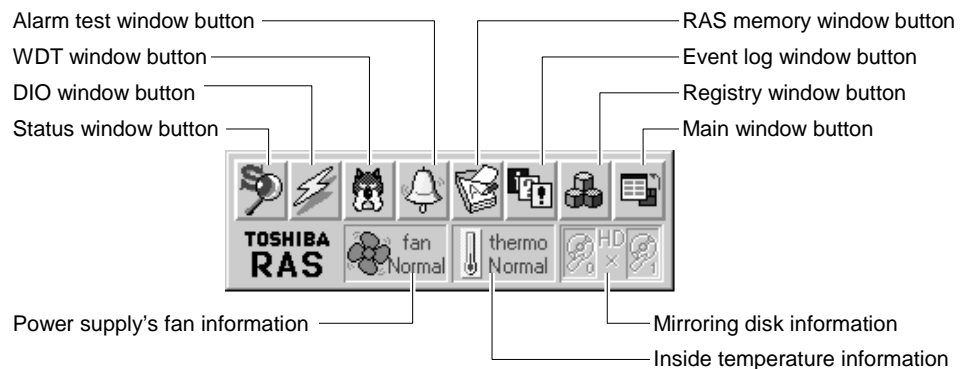 Alarm test window button
RAS memory window button
WDT window button
Event log window button
DIO window button
Registry window button
Status window button
Main window button
S
i
?
!
TOSHIBA
RAS
fan
Normal
thermo
Normal
HD
×
0
1
Power supply's fan information
Mirroring disk information
Inside temperature information